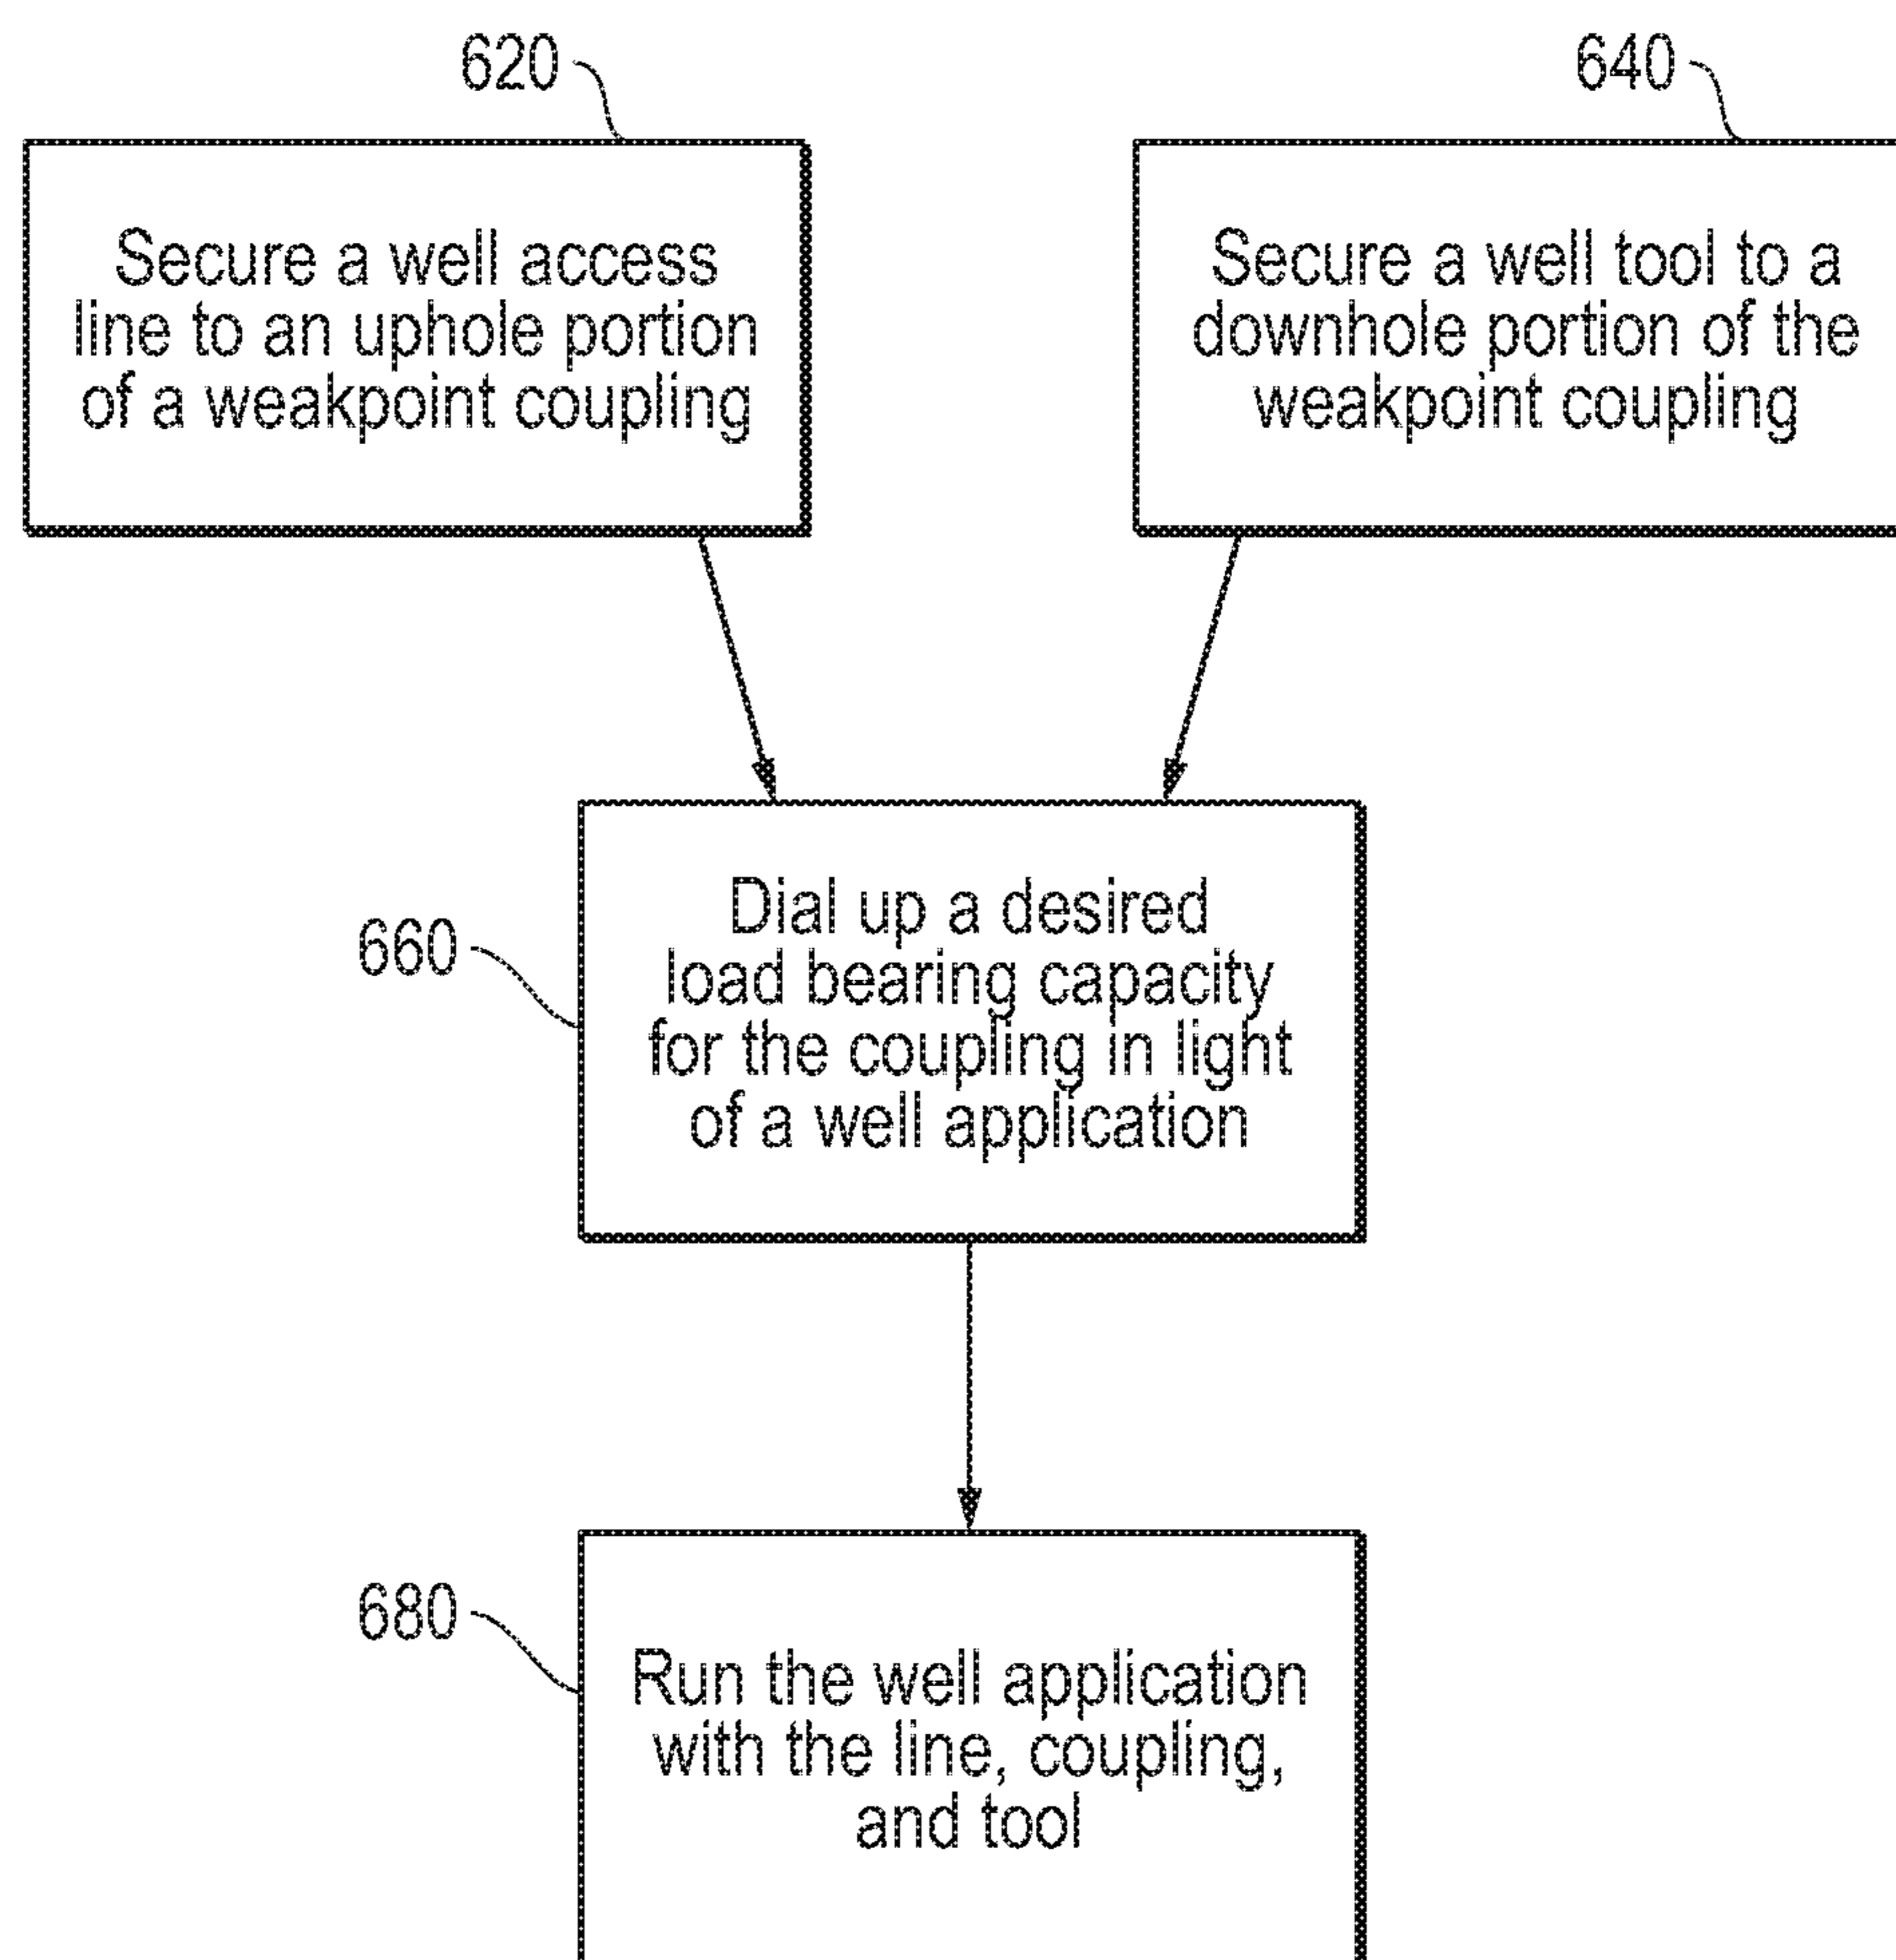 620
Secure a well access
line to an uphole portion
of a weakpoint coupling
640
Secure a well tool to a
downhole portion of the
weakpoint coupling
660
Dial up a desired
load bearing capacity
for the coupling in light
of a well application
680
Run the well application
with the line, coupling,
and tool